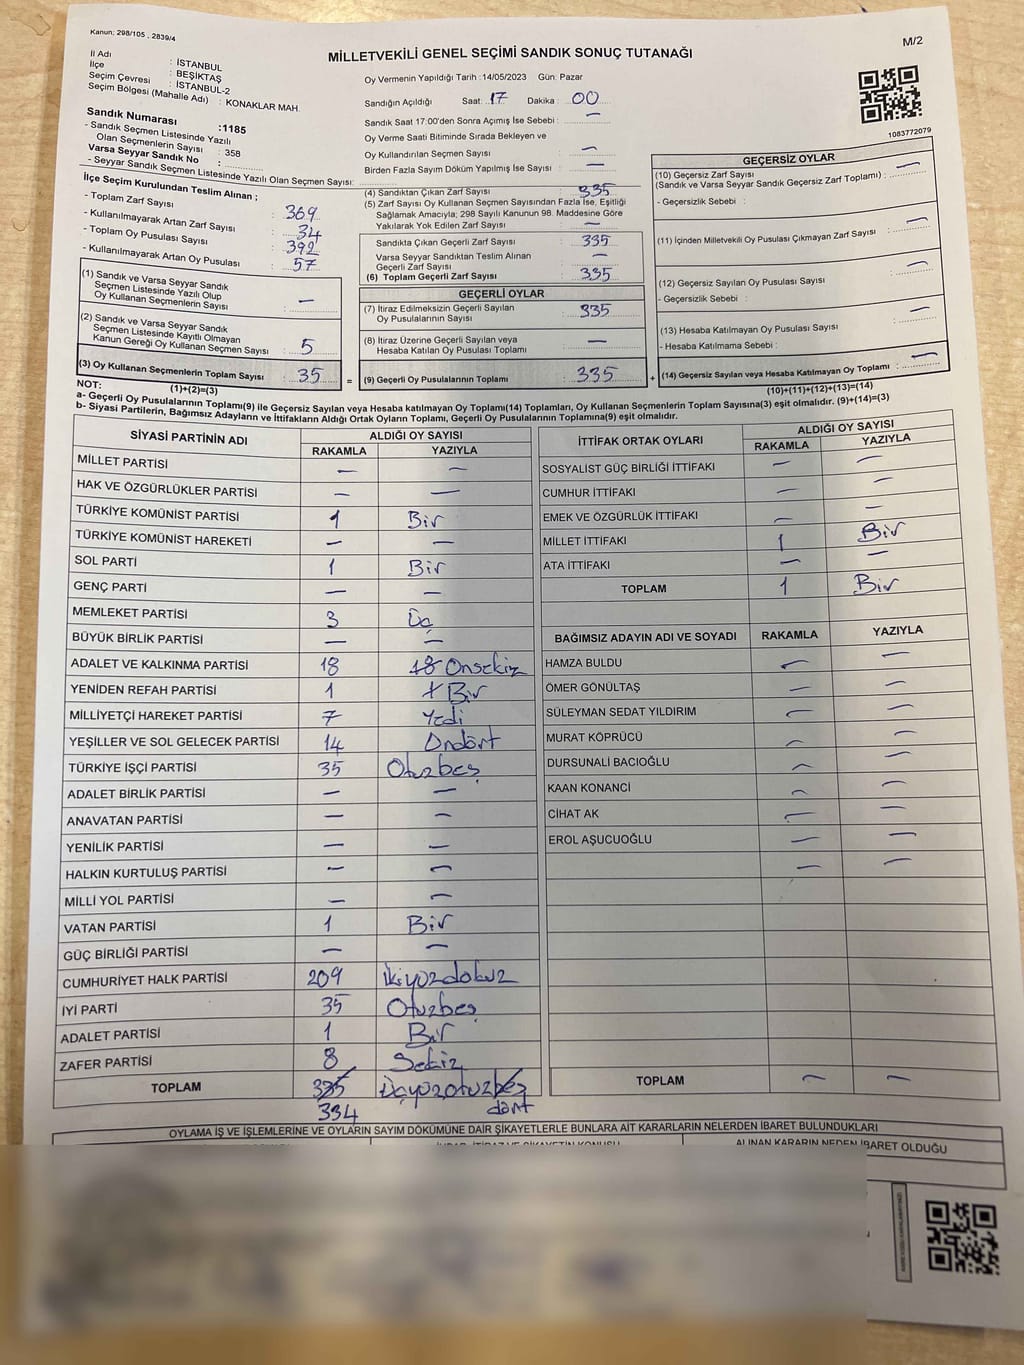 Kanun; 298/105 , 2839/4
MİLLETVEKİLİ GENEL SEÇİMİ SANDIK SONUÇ TUTANAĞI
M/2
İl Adı : İSTANBUL
İlçe : BEŞİKTAŞ
Seçim Çevresi : İSTANBUL-2
Seçim Bölgesi (Mahalle Adı) : KONAKLAR MAH.
Sandık Numarası :1185
- Sandık Seçmen Listesinde Yazılı
Olan Seçmenlerin Sayısı : 358
Varsa Seyyar Sandık No :
- Seyyar Sandık Seçmen Listesinde Yazılı Olan Seçmen Sayısı:
İlçe Seçim Kurulundan Teslim Alınan ;
- Toplam Zarf Sayısı : 369
- Kullanılmayarak Artan Zarf Sayısı : 34
- Toplam Oy Pusulası Sayısı : 392
- Kullanılmayarak Artan Oy Pusulası : 57
(1) Sandık ve Varsa Seyyar Sandık
Seçmen Listesinde Yazılı Olup
Oy Kullanan Seçmenlerin Sayısı : —
(2) Sandık ve Varsa Seyyar Sandık
Seçmen Listesinde Kayıtlı Olmayan
Kanun Gereği Oy Kullanan Seçmen Sayısı : 5
(3) Oy Kullanan Seçmenlerin Toplam Sayısı : 35
(1)+(2)=(3)
Oy Vermenin Yapıldığı Tarih :14/05/2023 Gün: Pazar
Sandığın Açıldığı Saat: 17 Dakika : 00
Sandık Saat 17:00'den Sonra Açımış İse Sebebi : —
Oy Verme Saati Bitiminde Sırada Bekleyen ve
Oy Kullandırılan Seçmen Sayısı : —
Birden Fazla Sayım Döküm Yapılmış İse Sayısı : —
(4) Sandıktan Çıkan Zarf Sayısı : 335
(5) Zarf Sayısı Oy Kullanan Seçmen Sayısından Fazla İse, Eşitliği
Sağlamak Amacıyla; 298 Sayılı Kanunun 98. Maddesine Göre
Yakılarak Yok Edilen Zarf Sayısı : —
Sandıkta Çıkan Geçerli Zarf Sayısı : 335
Varsa Seyyar Sandıktan Teslim Alınan
Geçerli Zarf Sayısı : —
(6) Toplam Geçerli Zarf Sayısı : 335
GEÇERLİ OYLAR
(7) İtiraz Edilmeksizin Geçerli Sayılan
Oy Pusulalarının Sayısı : 335
(8) İtiraz Üzerine Geçerli Sayılan veya
Hesaba Katılan Oy Pusulası Toplamı : —
= (9) Geçerli Oy Pusulalarının Toplamı : 335
1083772079
GEÇERSİZ OYLAR
(10) Geçersiz Zarf Sayısı
(Sandık ve Varsa Seyyar Sandık Geçersiz Zarf Toplamı) : —
- Geçersizlik Sebebi :
(11) İçinden Milletvekili Oy Pusulası Çıkmayan Zarf Sayısı : —
(12) Geçersiz Sayılan Oy Pusulası Sayısı : —
- Geçersizlik Sebebi :
(13) Hesaba Katılmayan Oy Pusulası Sayısı : —
- Hesaba Katılmama Sebebi :
+ (14) Geçersiz Sayılan veya Hesaba Katılmayan Oy Toplamı : —
(10)+(11)+(12)+(13)=(14)
NOT:
a- Geçerli Oy Pusulası Toplamı(9) ile Geçersiz Sayılan veya Hesaba katılmayan Oy Toplamı(14) Toplamları, Oy Kullanan Seçmenlerin Toplam Sayısına(3) eşit olmalıdır. (9)+(14)=(3)
b- Siyasi Partilerin, Bağımsız Adayların ve İttifakların Aldığı Ortak Oyların Toplamı, Geçerli Oy Pusulalarının Toplamına(9) eşit olmalıdır.
SİYASİ PARTİNİN ADI ALDIĞI OY SAYISI
RAKAMLA YAZIYLA
MİLLET PARTİSİ — —
HAK VE ÖZGÜRLÜKLER PARTİSİ — —
TÜRKİYE KOMÜNİST PARTİSİ 1 Bir
TÜRKİYE KOMÜNİST HAREKETİ — —
SOL PARTİ 1 Bir
GENÇ PARTİ — —
MEMLEKET PARTİSİ 3 Üç
BÜYÜK BİRLİK PARTİSİ — —
ADALET VE KALKINMA PARTİSİ 18 18 Onsekiz
YENİDEN REFAH PARTİSİ 1 Bir
MİLLİYETÇİ HAREKET PARTİSİ 7 Yedi
YEŞİLLER VE SOL GELECEK PARTİSİ 14 Ondört
TÜRKİYE İŞÇİ PARTİSİ 35 Otuzbeş
ADALET BİRLİK PARTİSİ — —
ANAVATAN PARTİSİ — —
YENİLİK PARTİSİ — —
HALKIN KURTULUŞ PARTİSİ — —
MİLLİ YOL PARTİSİ — —
VATAN PARTİSİ 1 Bir
GÜÇ BİRLİĞİ PARTİSİ — —
CUMHURİYET HALK PARTİSİ 209 İkiyüzdokuz
İYİ PARTİ 35 Otuzbeş
ADALET PARTİSİ 1 Bir
ZAFER PARTİSİ 8 Sekiz
TOPLAM 335 Üçyüzotuzbeş
334 dört
İTTİFAK ORTAK OYLARI ALDIĞI OY SAYISI
RAKAMLA YAZIYLA
SOSYALİST GÜÇ BİRLİĞİ İTTİFAKI — —
CUMHUR İTTİFAKI — —
EMEK VE ÖZGÜRLÜK İTTİFAKI — —
MİLLET İTTİFAKI 1 Bir
ATA İTTİFAKI — —
TOPLAM 1 Bir
BAĞIMSIZ ADAYIN ADI VE SOYADI RAKAMLA YAZIYLA
HAMZA BULDU — —
ÖMER GÖNÜLTAŞ — —
SÜLEYMAN SEDAT YILDIRIM — —
MURAT KÖPRÜCÜ — —
DURSUNALİ BACIOĞLU — —
KAAN KONANCİ — —
CİHAT AK — —
EROL AŞUCUOĞLU — —
— —
TOPLAM — —
OYLAMA İŞ VE İŞLEMLERİNE VE OYLARIN SAYIM DÖKÜMÜNE DAİR ŞİKAYETLERLE BUNLARA AİT KARARLARIN NELERDEN İBARET BULUNDUKLARI
ALINAN KARARIN NEDEN İBARET OLDUĞU